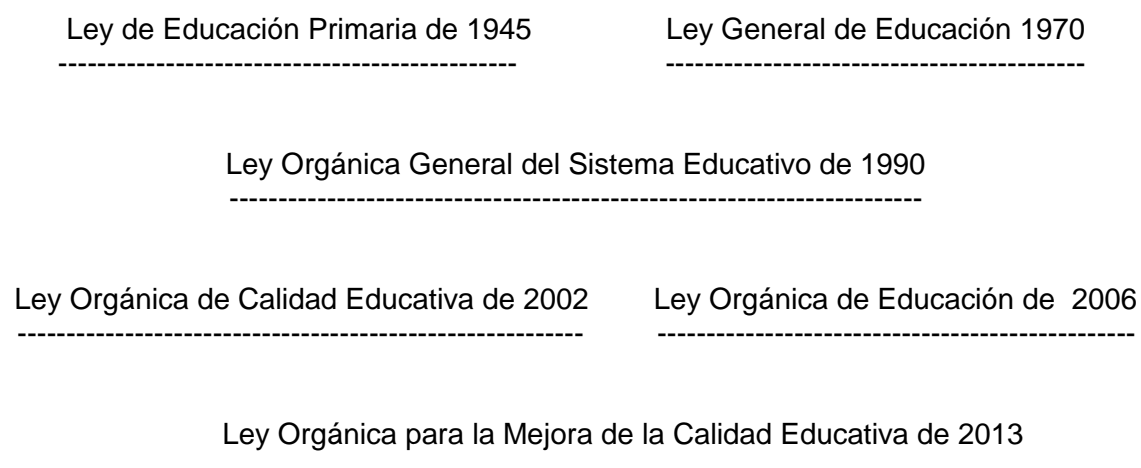 Ley de Educación Primaria de 1945 Ley General de Educación 1970
----------------------------------------------- -------------------------------------------
Ley Orgánica General del Sistema Educativo de 1990
-----------------------------------------------------------------------
Ley Orgánica de Calidad Educativa de 2002 Ley Orgánica de Educación de 2006
---------------------------------------------------------- -------------------------------------------------
Ley Orgánica para la Mejora de la Calidad Educativa de 2013